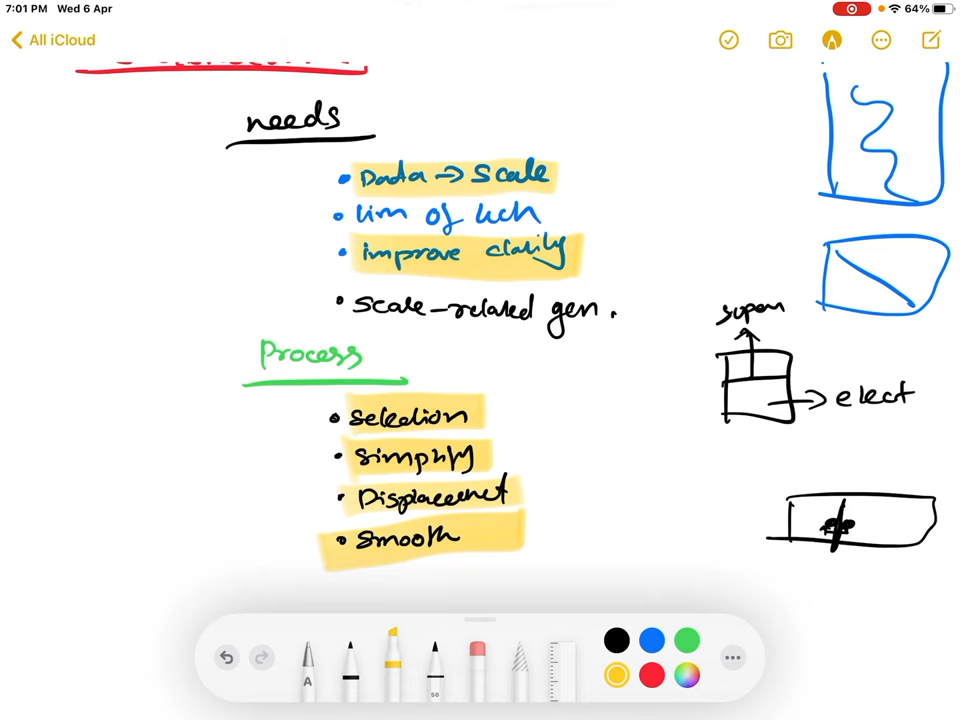 7:01 PM Wed 6 Apr
64%
All iCloud
needs
• Data → Scale
• lim of tech
• improve clarity
• Scale-related gen.
Process
• Selection
• Simplify
• Displacement
• Smooth
elect
A
50